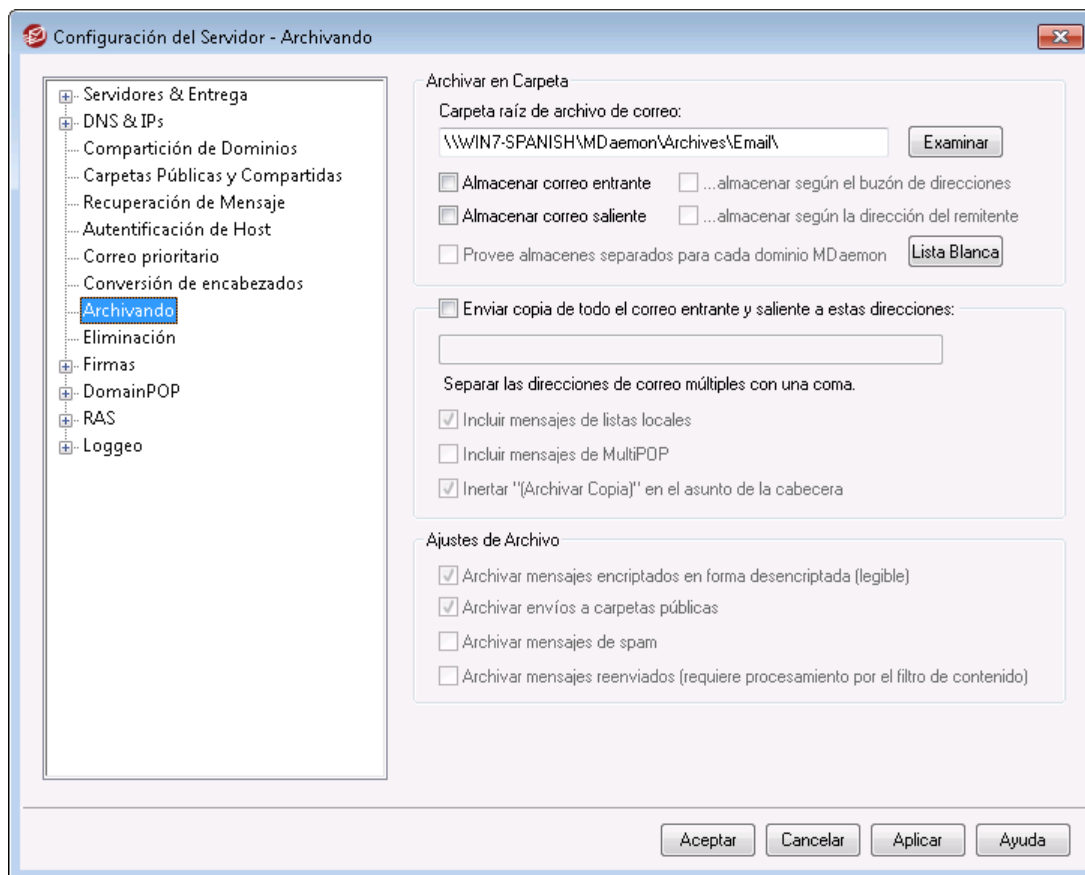 Configuración del Servidor - Archivando
Servidores & Entrega
DNS & IPs
Compartición de Dominios
Carpetas Públicas y Compartidas
Recuperación de Mensaje
Autentificación de Host
Correo prioritario
Conversión de encabezados
Archivando
Eliminación
Firmas
DomainPOP
RAS
Loggeo
Archivar en Carpeta
Carpeta raíz de archivo de correo:
\\WIN7-SPANISH\MDaemon\Archives\Email\ Examinar
Almacenar correo entrante ...almacenar según el buzón de direcciones
Almacenar correo saliente ...almacenar según la dirección del remitente
Provee almacenes separados para cada dominio MDaemon Lista Blanca
Enviar copia de todo el correo entrante y saliente a estas direcciones:
Separar las direcciones de correo múltiples con una coma.
Incluir mensajes de listas locales
Incluir mensajes de MultiPOP
Inertar "(Archivar Copia)" en el asunto de la cabecera
Ajustes de Archivo
Archivar mensajes encriptados en forma desencriptada (legible)
Archivar envíos a carpetas públicas
Archivar mensajes de spam
Archivar mensajes reenviados (requiere procesamiento por el filtro de contenido)
Aceptar Cancelar Aplicar Ayuda